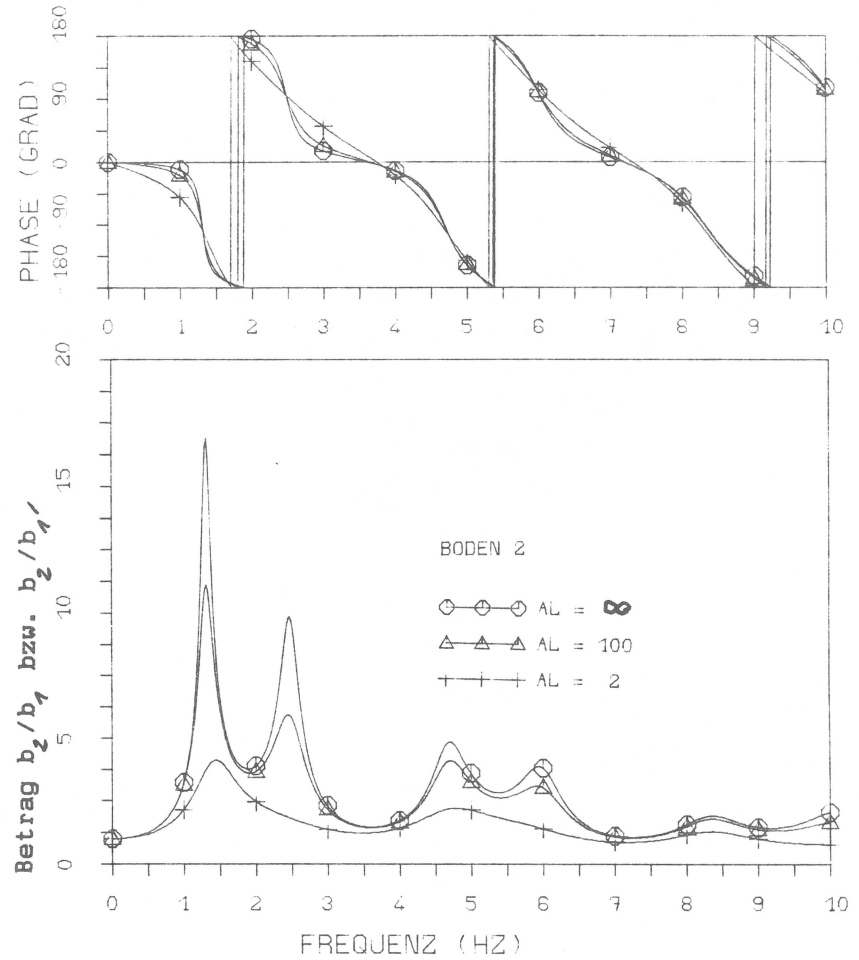 PHASE (GRAD)
180
90
0
-90
-180
0 1 2 3 4 5 6 7 8 9 10
Betrag b₂/b₁ bzw. b₂/b₁′
20
15
10
5
0
BODEN 2
AL = ∞
AL = 100
AL = 2
0 1 2 3 4 5 6 7 8 9 10
FREQUENZ (HZ)